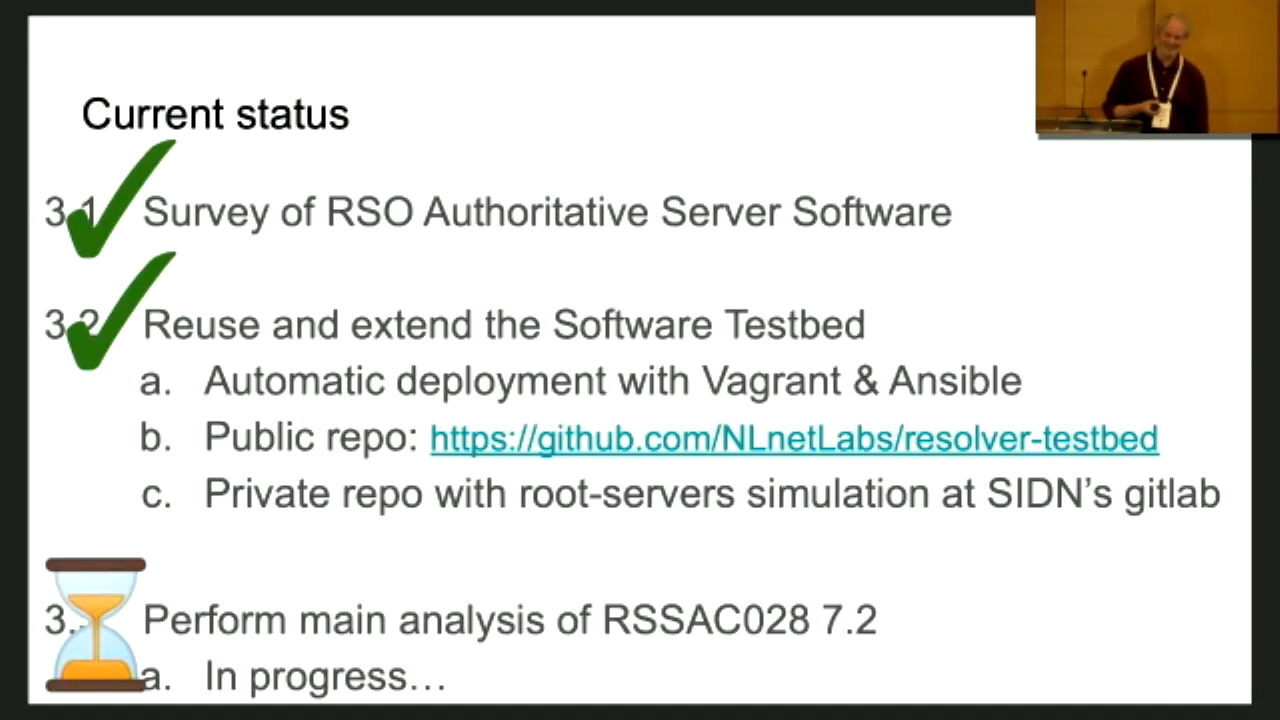 Current status
3.1 Survey of RSO Authoritative Server Software
3.2 Reuse and extend the Software Testbed
a. Automatic deployment with Vagrant & Ansible
b. Public repo: https://github.com/NLnetLabs/resolver-testbed
c. Private repo with root-servers simulation at SIDN's gitlab
3. Perform main analysis of RSSAC028 7.2
a. In progress…